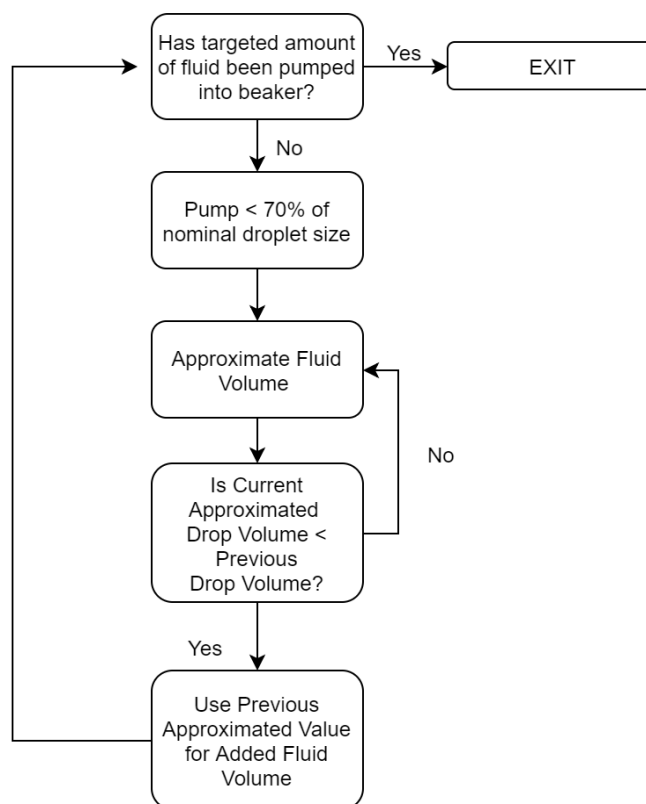 Has targeted amount
of fluid been pumped
into beaker?
Yes
EXIT
No
Pump < 70% of
nominal droplet size
Approximate Fluid
Volume
No
Is Current
Approximated
Drop Volume <
Previous
Drop Volume?
Yes
Use Previous
Approximated Value
for Added Fluid
Volume